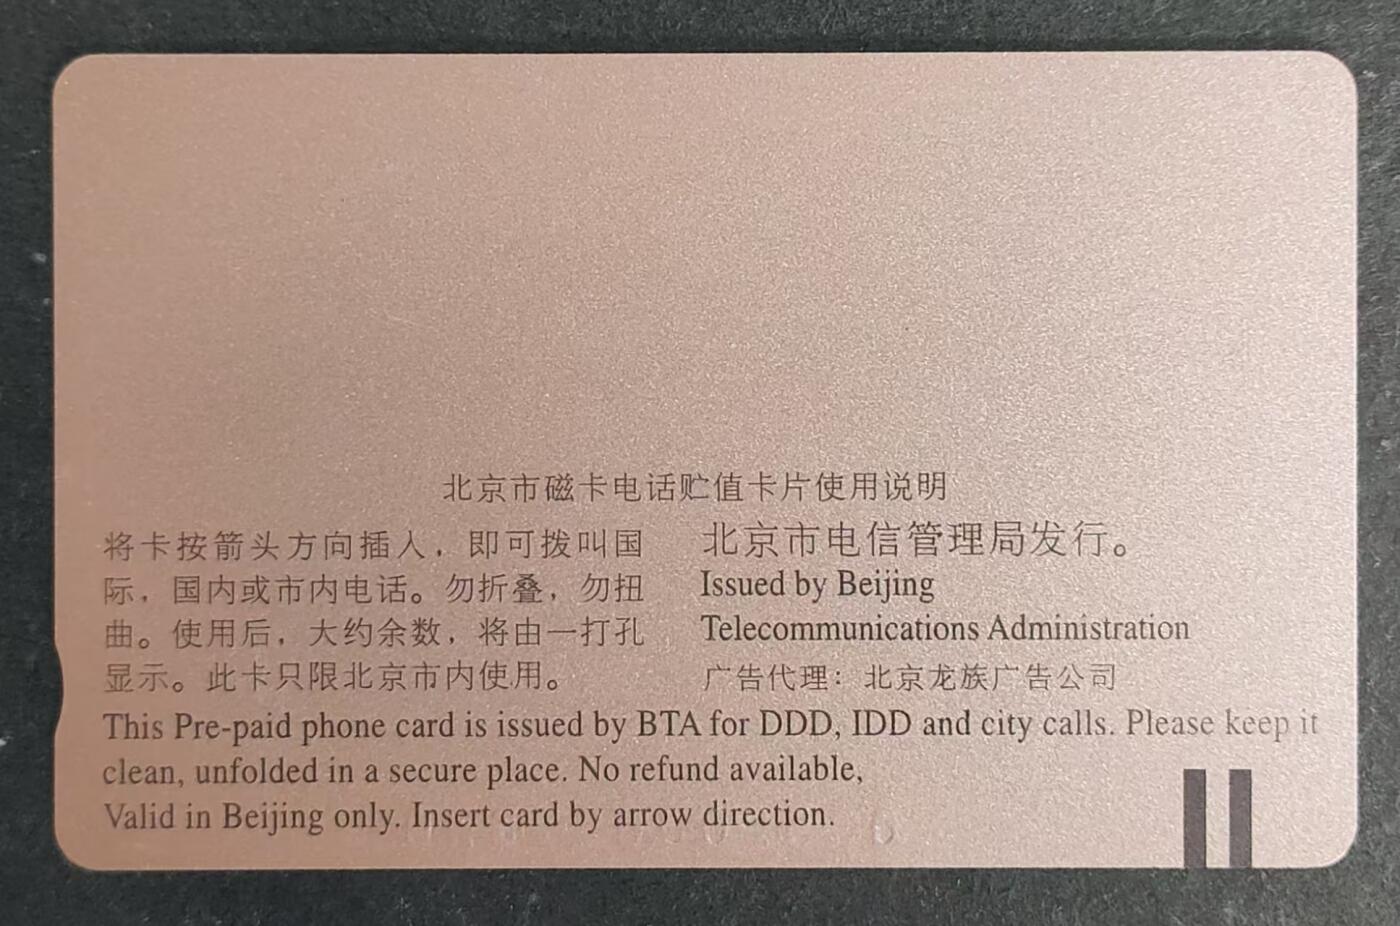 北京市磁卡电话贮值卡片使用说明
将卡按箭头方向插入，即可拨叫国
际，国内或市内电话。勿折叠，勿扭
曲。使用后，大约余数，将由一打孔
显示。此卡只限北京市内使用。
北京市电信管理局发行。
Issued by Beijing
Telecommunications Administration
广告代理：北京龙族广告公司
This Pre-paid phone card is issued by BTA for DDD, IDD and city calls. Please keep it
clean, unfolded in a secure place. No refund available,
Valid in Beijing only. Insert card by arrow direction.